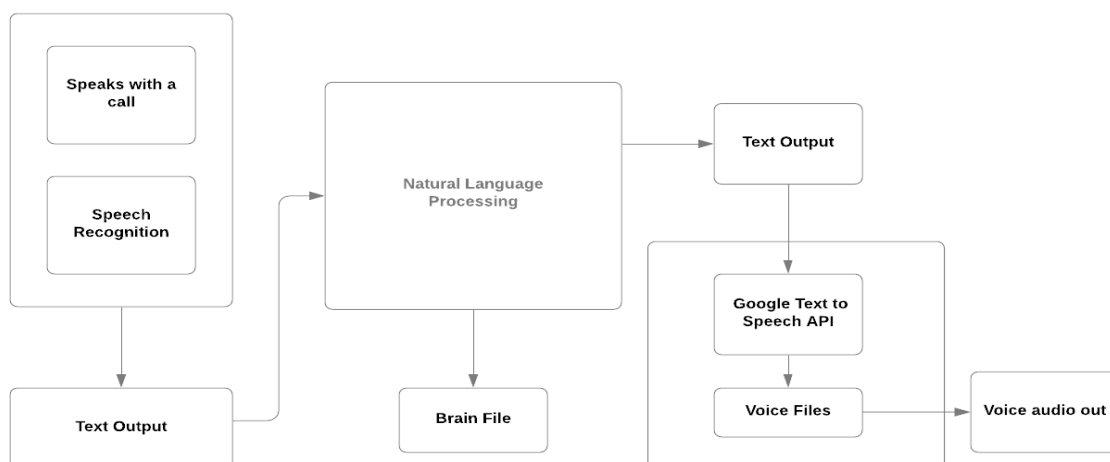 Speaks with a
call
Speech
Recognition
Text Output
Natural Language
Processing
Brain File
Text Output
Google Text to
Speech API
Voice Files
Voice audio out